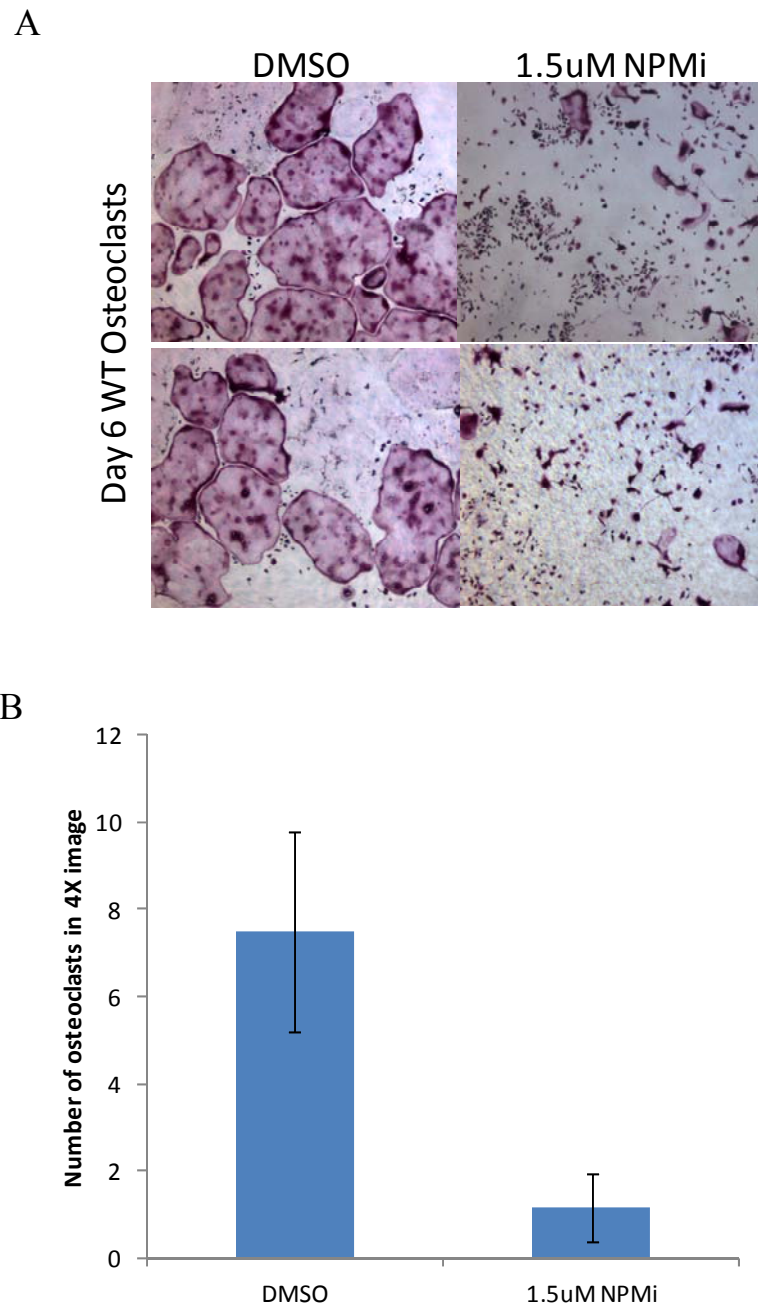 A
DMSO 1.5uM NPMi
Day 6 WT Osteoclasts
B
Number of osteoclasts in 4X image
12
10
8
6
4
2
0
DMSO 1.5uM NPMi